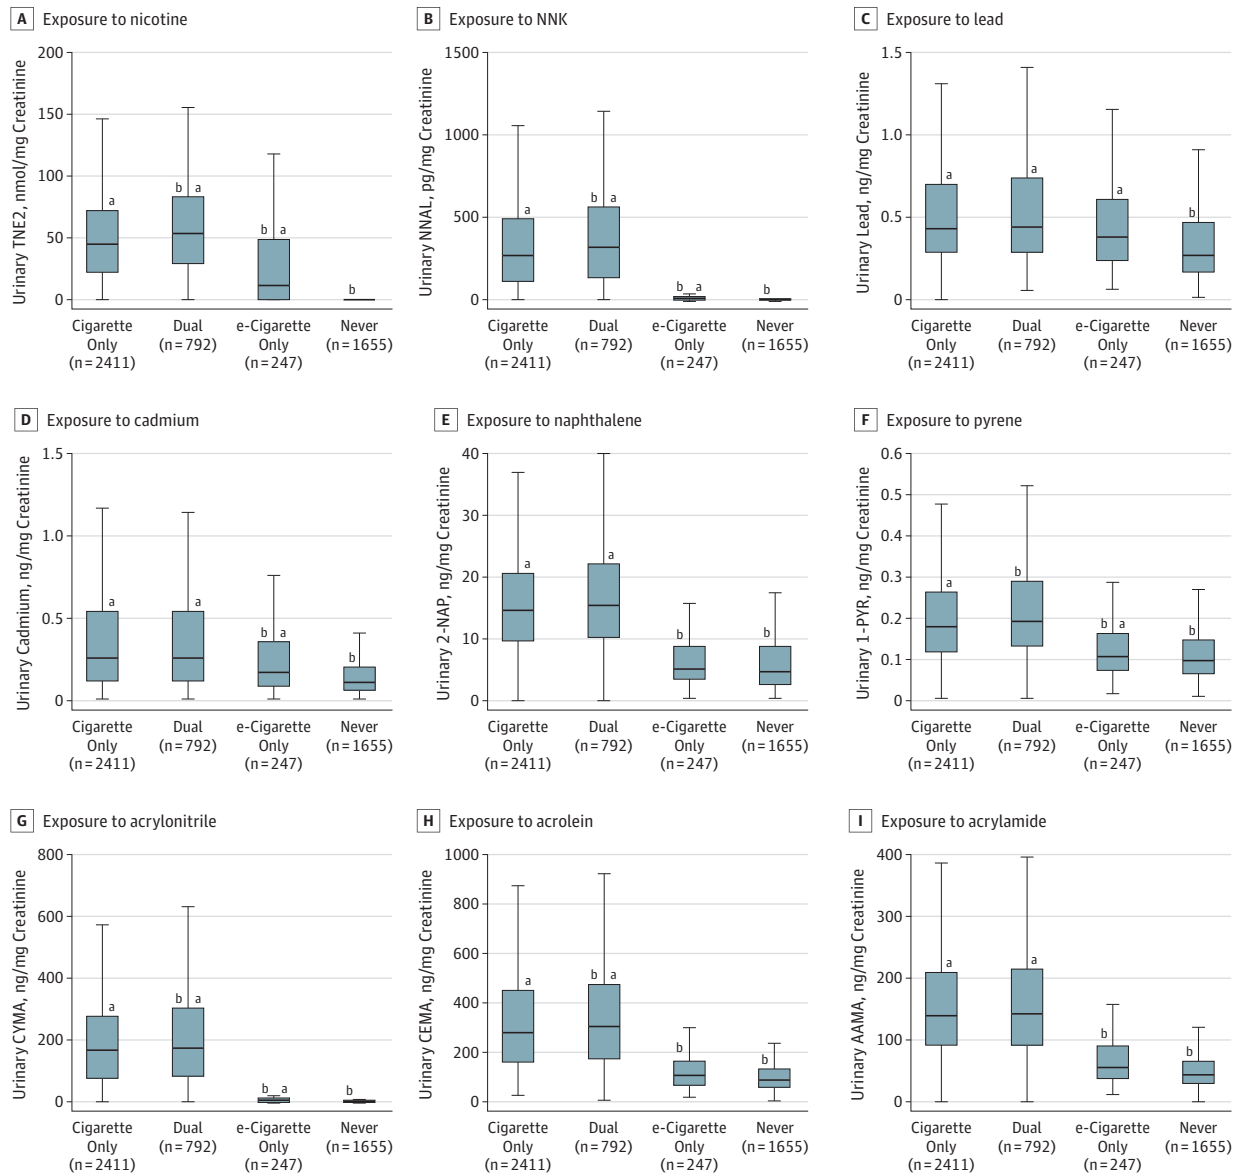 A Exposure to nicotine
Urinary TNE2, nmol/mg Creatinine
200
150
100
50
0
a
b a
b a
b
Cigarette Only (n=2411)
Dual (n=792)
e-Cigarette Only (n=247)
Never (n=1655)
B Exposure to NNK
Urinary NNAL, pg/mg Creatinine
1500
1000
500
0
a
b a
b a
b
Cigarette Only (n=2411)
Dual (n=792)
e-Cigarette Only (n=247)
Never (n=1655)
C Exposure to lead
Urinary Lead, ng/mg Creatinine
1.5
1.0
0.5
0
a
a
a
b
Cigarette Only (n=2411)
Dual (n=792)
e-Cigarette Only (n=247)
Never (n=1655)
D Exposure to cadmium
Urinary Cadmium, ng/mg Creatinine
1.5
1.0
0.5
0
a
a
b a
b
Cigarette Only (n=2411)
Dual (n=792)
e-Cigarette Only (n=247)
Never (n=1655)
E Exposure to naphthalene
Urinary 2-NAP, ng/mg Creatinine
40
30
20
10
0
a
a
b
b
Cigarette Only (n=2411)
Dual (n=792)
e-Cigarette Only (n=247)
Never (n=1655)
F Exposure to pyrene
Urinary 1-PYR, ng/mg Creatinine
0.6
0.5
0.4
0.3
0.2
0.1
0
a
b
b a
b
Cigarette Only (n=2411)
Dual (n=792)
e-Cigarette Only (n=247)
Never (n=1655)
G Exposure to acrylonitrile
Urinary CYMA, ng/mg Creatinine
800
600
400
200
0
a
b a
b a
b
Cigarette Only (n=2411)
Dual (n=792)
e-Cigarette Only (n=247)
Never (n=1655)
H Exposure to acrolein
Urinary CEMA, ng/mg Creatinine
1000
800
600
400
200
0
a
b a
b
b
Cigarette Only (n=2411)
Dual (n=792)
e-Cigarette Only (n=247)
Never (n=1655)
I Exposure to acrylamide
Urinary AAMA, ng/mg Creatinine
400
300
200
100
0
a
a
b
b
Cigarette Only (n=2411)
Dual (n=792)
e-Cigarette Only (n=247)
Never (n=1655)